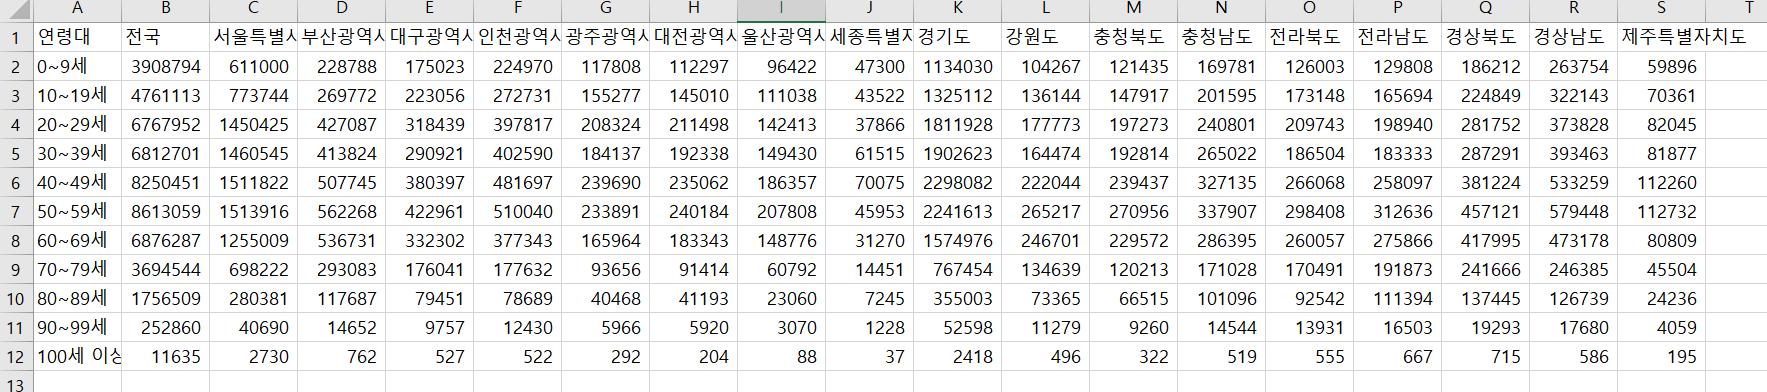 A B C D E F G H I J K L M N O P Q R S T
1 연령대 전국 서울특별시 부산광역시 대구광역시 인천광역시 광주광역시 대전광역시 울산광역시 세종특별자 경기도 강원도 충청북도 충청남도 전라북도 전라남도 경상북도 경상남도 제주특별자치도
2 0~9세 3908794 611000 228788 175023 224970 117808 112297 96422 47300 1134030 104267 121435 169781 126003 129808 186212 263754 59896
3 10~19세 4761113 773744 269772 223056 272731 155277 145010 111038 43522 1325112 136144 147917 201595 173148 165694 224849 322143 70361
4 20~29세 6767952 1450425 427087 318439 397817 208324 211498 142413 37866 1811928 177773 197273 240801 209743 198940 281752 373828 82045
5 30~39세 6812701 1460545 413824 290921 402590 184137 192338 149430 61515 1902623 164474 192814 265022 186504 183333 287291 393463 81877
6 40~49세 8250451 1511822 507745 380397 481697 239690 235062 186357 70075 2298082 222044 239437 327135 266068 258097 381224 533259 112260
7 50~59세 8613059 1513916 562268 422961 510040 233891 240184 207808 45953 2241613 265217 270956 337907 298408 312636 457121 579448 112732
8 60~69세 6876287 1255009 536731 332302 377343 165964 183343 148776 31270 1574976 246701 229572 286395 260057 275866 417995 473178 80809
9 70~79세 3694544 698222 293083 176041 177632 93656 91414 60792 14451 767454 134639 120213 171028 170491 191873 241666 246385 45504
10 80~89세 1756509 280381 117687 79451 78689 40468 41193 23060 7245 355003 73365 66515 101096 92542 111394 137445 126739 24236
11 90~99세 252860 40690 14652 9757 12430 5966 5920 3070 1228 52598 11279 9260 14544 13931 16503 19293 17680 4059
12 100세 이상 11635 2730 762 527 522 292 204 88 37 2418 496 322 519 555 667 715 586 195
13